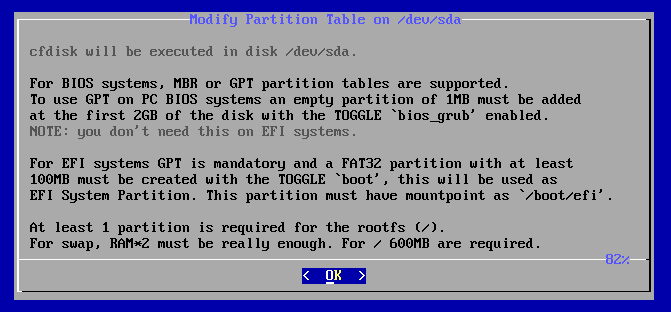 Modify Partition Table on /dev/sda
cfdisk will be executed in disk /dev/sda.
For BIOS systems, MBR or GPT partition tables are supported.
To use GPT on PC BIOS systems an empty partition of 1MB must be added
at the first 2GB of the disk with the TOGGLE `bios_grub' enabled.
NOTE: you don't need this on EFI systems.
For EFI systems GPT is mandatory and a FAT32 partition with at least
100MB must be created with the TOGGLE `boot', this will be used as
EFI System Partition. This partition must have mountpoint as `/boot/efi'.
At least 1 partition is required for the rootfs (/).
For swap, RAM*2 must be really enough. For / 600MB are required.
82%
< OK >